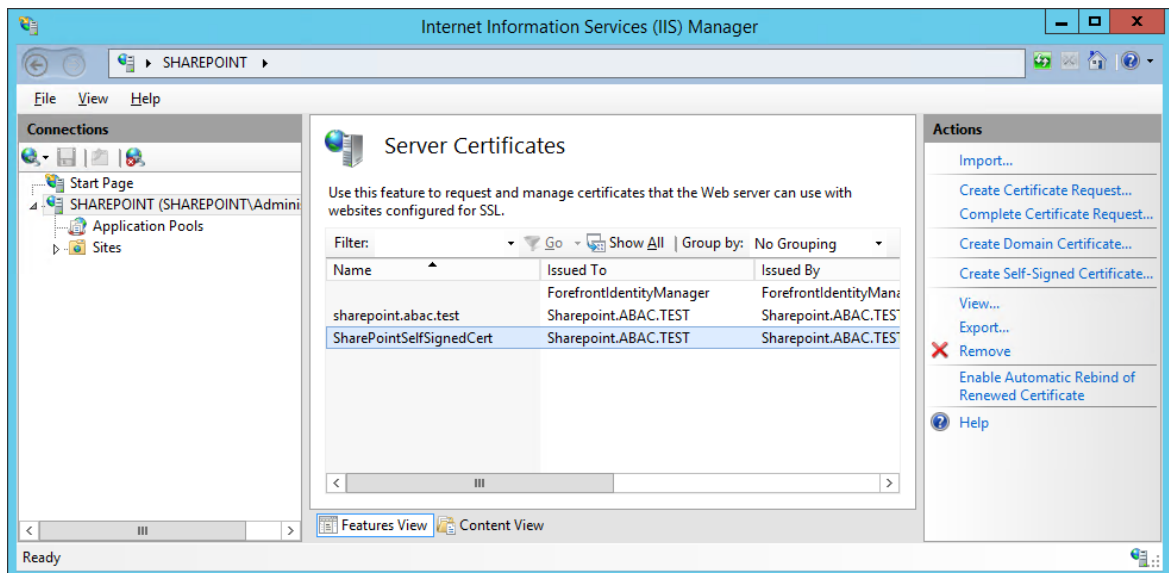 Internet Information Services (IIS) Manager
SHAREPOINT
File View Help
Connections
Start Page
SHAREPOINT (SHAREPOINT\Adminis
Application Pools
Sites
Server Certificates
Use this feature to request and manage certificates that the Web server can use with
websites configured for SSL.
Filter: Go Show All Group by: No Grouping
Name Issued To Issued By
ForefrontIdentityManager ForefrontIdentityMana
sharepoint.abac.test Sharepoint.ABAC.TEST Sharepoint.ABAC.TEST
SharePointSelfSignedCert Sharepoint.ABAC.TEST Sharepoint.ABAC.TEST
Features View Content View
Actions
Import...
Create Certificate Request...
Complete Certificate Request...
Create Domain Certificate...
Create Self-Signed Certificate...
View...
Export...
Remove
Enable Automatic Rebind of
Renewed Certificate
Help
Ready